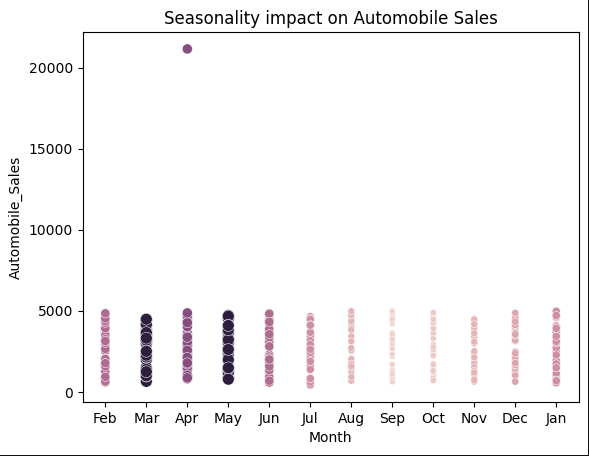 Seasonality impact on Automobile Sales
20000
15000
10000
5000
0
Automobile_Sales
Feb Mar Apr May Jun Jul Aug Sep Oct Nov Dec Jan
Month